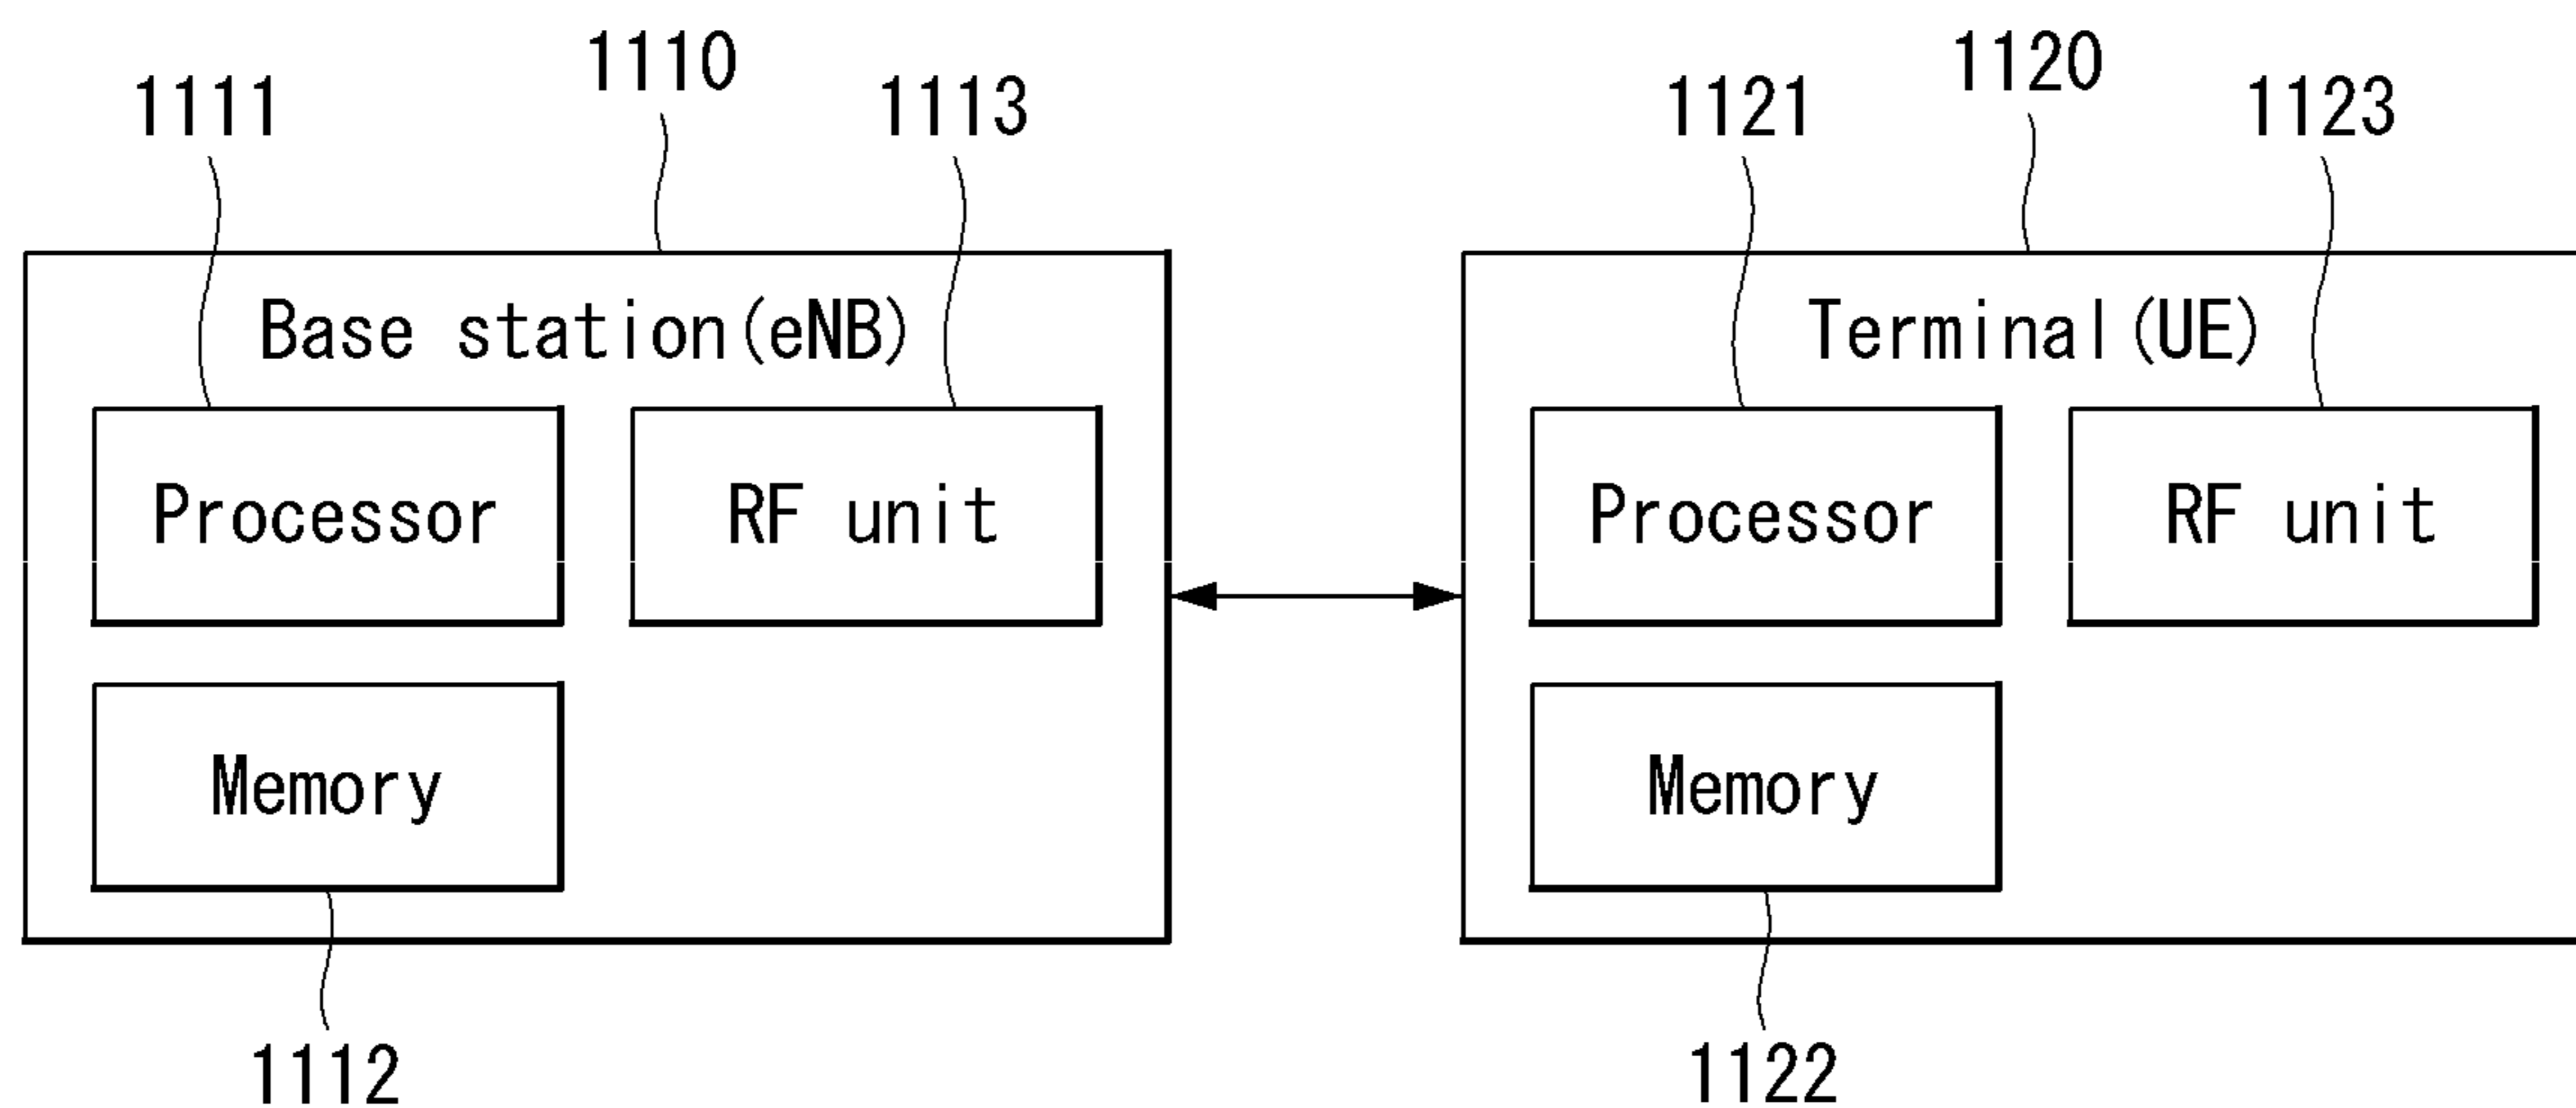 1110
1120
1111
1113
1121
1123
Base station(eNB)
Terminal(UE)
Processor
RF unit
Processor
RF unit
Memory
Memory
1112
1122